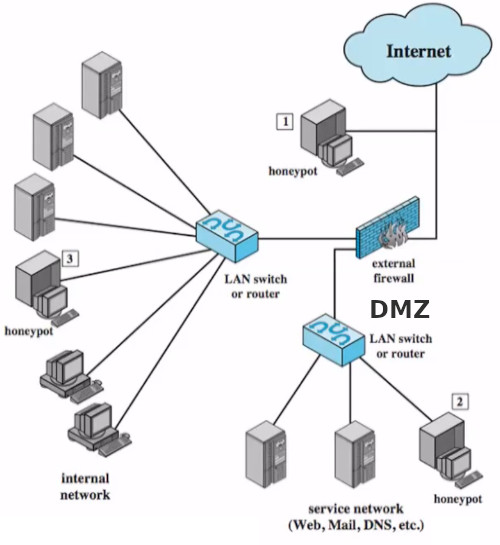 Internet
1
honeypot
3
honeypot
LAN switch
or router
external
firewall
DMZ
LAN switch
or router
2
honeypot
internal
network
service network
(Web, Mail, DNS, etc.)